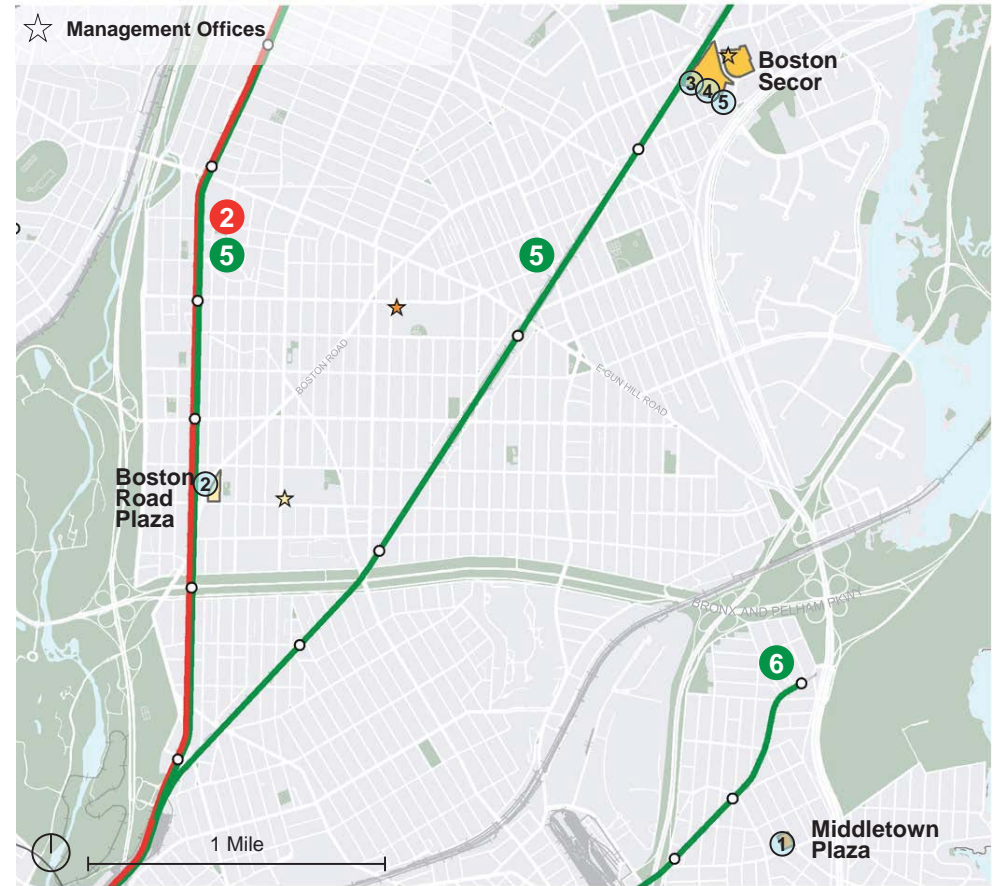 Management Offices
Boston
Secor
3
4
5
2
5
5
BOSTON ROAD
E GUN HILL ROAD
Boston
Road
Plaza
2
BRONX AND PELHAM PKWY
6
1 Mile
1
Middletown
Plaza